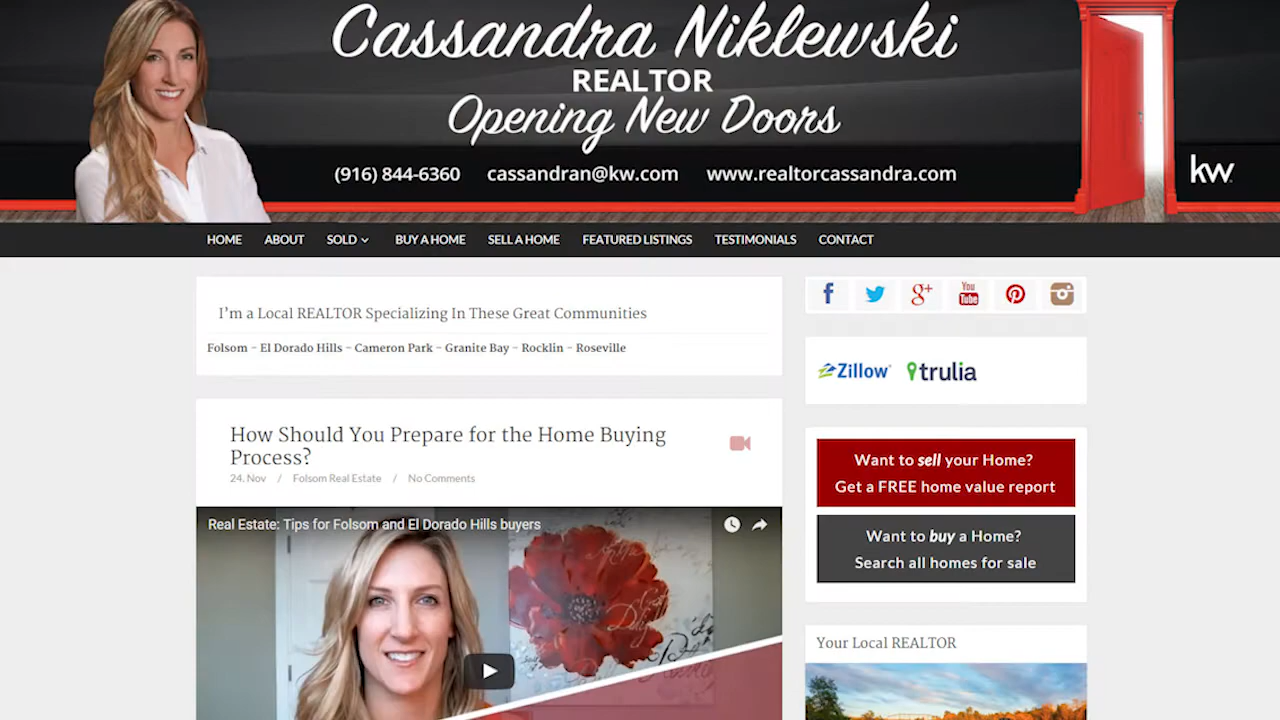 Cassandra Niklewski
REALTOR
Opening New Doors
(916) 844-6360 cassandran@kw.com www.realtorcassandra.com
kw
HOME ABOUT SOLD BUY A HOME SELL A HOME FEATURED LISTINGS TESTIMONIALS CONTACT
I'm a Local REALTOR Specializing In These Great Communities
Folsom – El Dorado Hills – Cameron Park – Granite Bay – Rocklin – Roseville
How Should You Prepare for the Home Buying
Process?
24. Nov / Folsom Real Estate / No Comments
Real Estate: Tips for Folsom and El Dorado Hills buyers
f
g+
You
Tube
Zillow trulia
Want to sell your Home?
Get a FREE home value report
Want to buy a Home?
Search all homes for sale
Your Local REALTOR